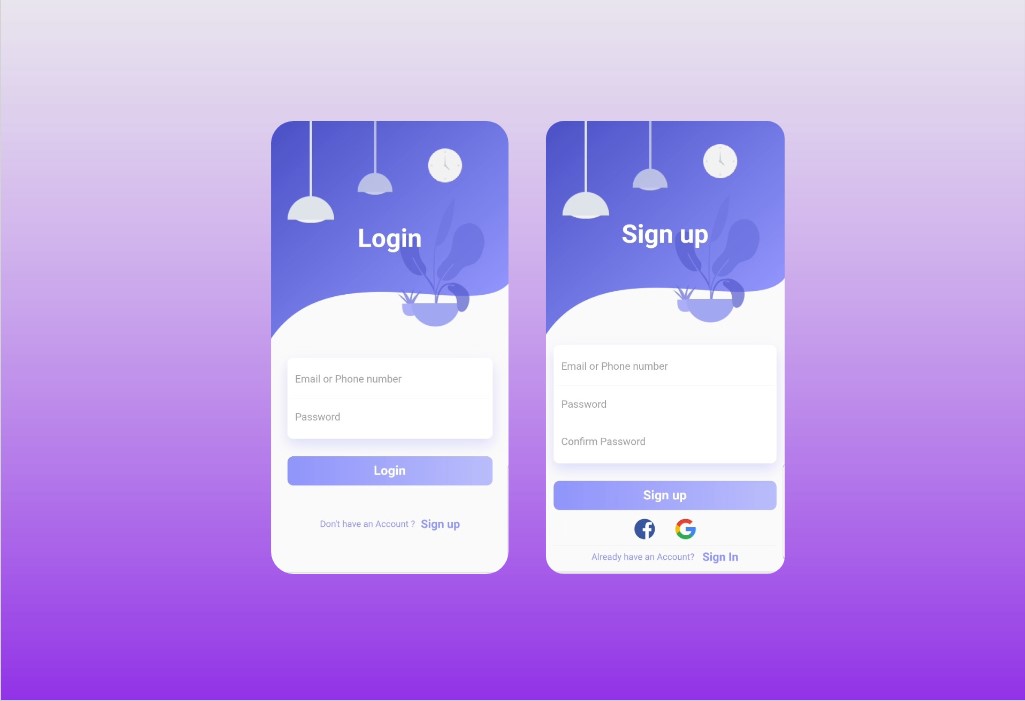 Login
Email or Phone number
Password
Login
Don't have an Account ? Sign up
Sign up
Email or Phone number
Password
Confirm Password
Sign up
Already have an Account? Sign In